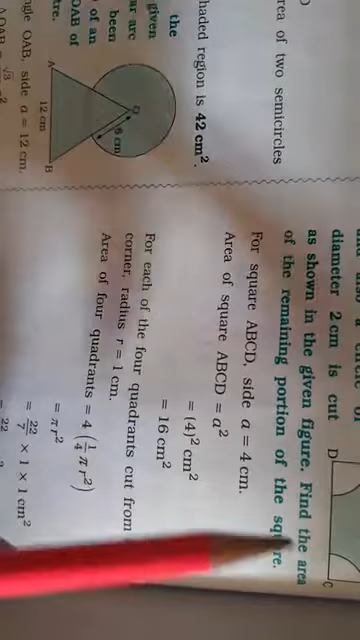 area of two semicircles
shaded region is 42 cm².
the
given
ar arc
been
of an
OAB of
tre.
A
O
6 cm
12 cm
B
ngle OAB, side a = 12 cm.
diameter 2 cm is cut
as shown in the given figure. Find the area
of the remaining portion of the square.
D
C
For square ABCD, side a = 4 cm.
Area of square ABCD = a²
= (4)² cm²
= 16 cm²
For each of the four quadrants cut from
corner, radius r = 1 cm.
Area of four quadrants = 4 (1/4 π r²)
= πr²
= 22/7 × 1 × 1 cm²